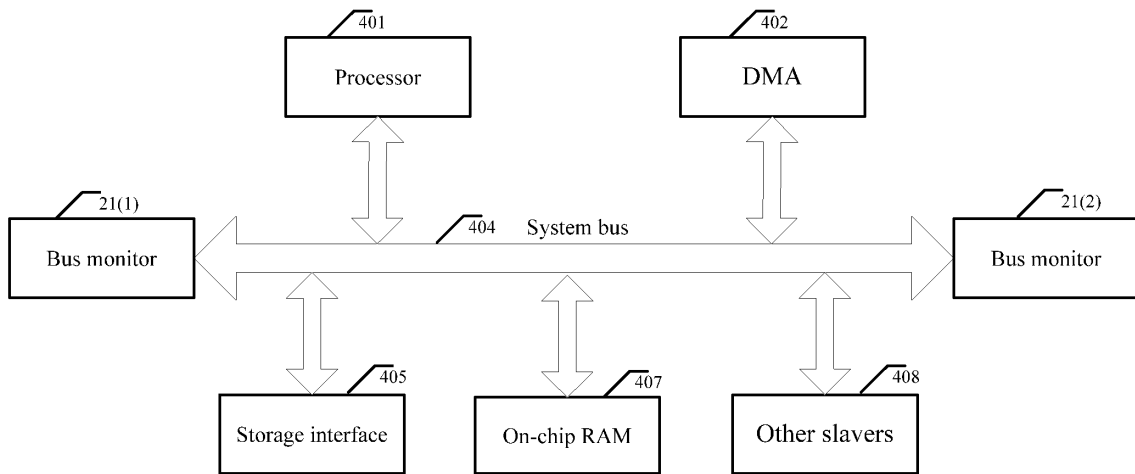 401
Processor
402
DMA
21(1)
Bus monitor
404
System bus
21(2)
Bus monitor
405
Storage interface
407
On-chip RAM
408
Other slavers